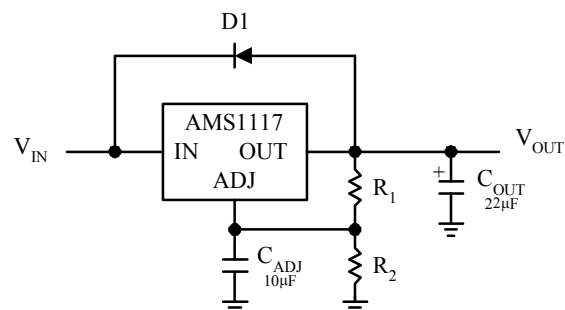 D1
AMS1117
V_IN IN OUT V_OUT
ADJ
+
R_1
C_OUT
22µF
C_ADJ
10µF
R_2